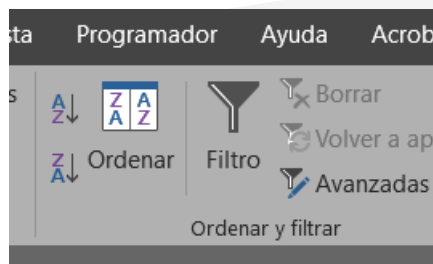 sta Programador Ayuda Acrob
s
Borrar
Ordenar Filtro Volver a ap
Avanzadas
Ordenar y filtrar